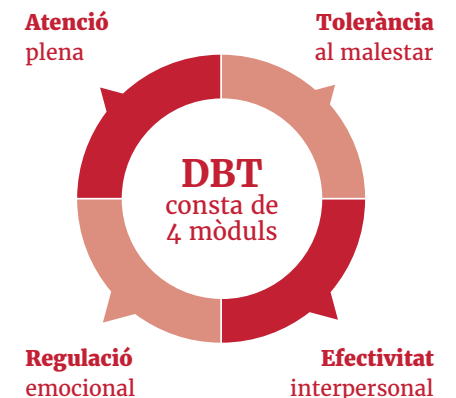 Atenció
plena
Tolerància
al malestar
DBT
consta de
4 mòduls
Regulació
emocional
Efectivitat
interpersonal